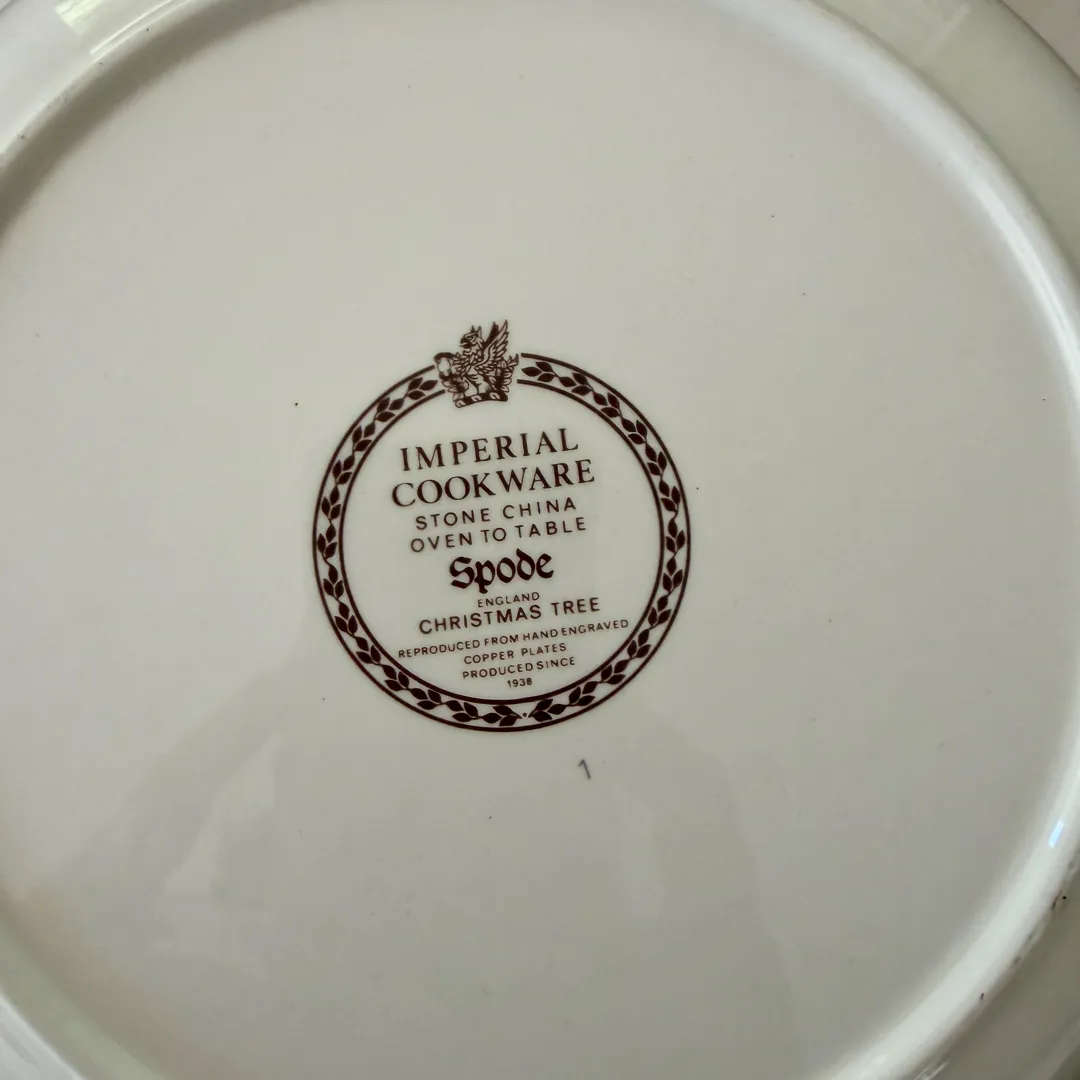 IMPERIAL
COOKWARE
STONE CHINA
OVEN TO TABLE
Spode
ENGLAND
CHRISTMAS TREE
REPRODUCED FROM HAND ENGRAVED
COPPER PLATES
PRODUCED SINCE
1938
1